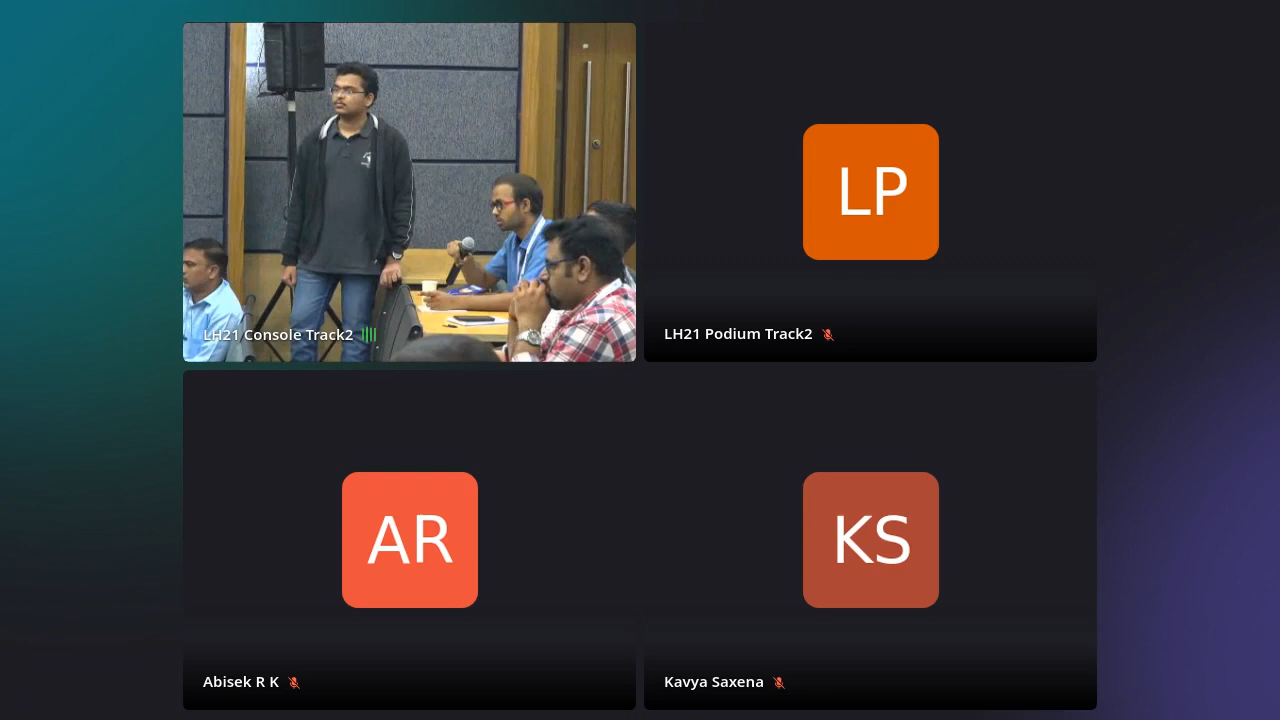 LH21 Console Track2
LP
LH21 Podium Track2
AR
Abisek R K
KS
Kavya Saxena